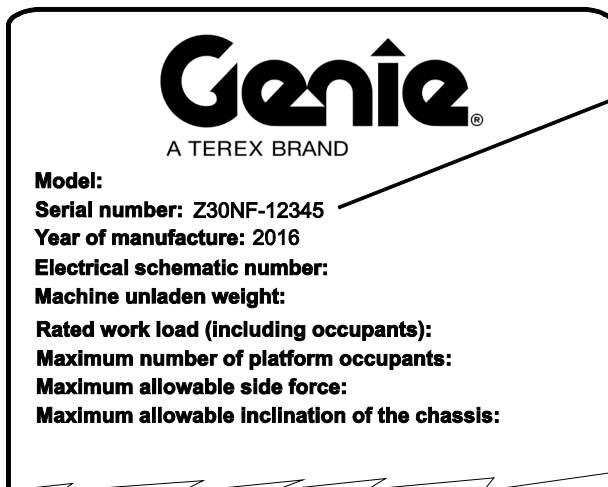 Genie®
A TEREX BRAND
Model:
Serial number: Z30NF-12345
Year of manufacture: 2016
Electrical schematic number:
Machine unladen weight:
Rated work load (including occupants):
Maximum number of platform occupants:
Maximum allowable side force:
Maximum allowable inclination of the chassis: